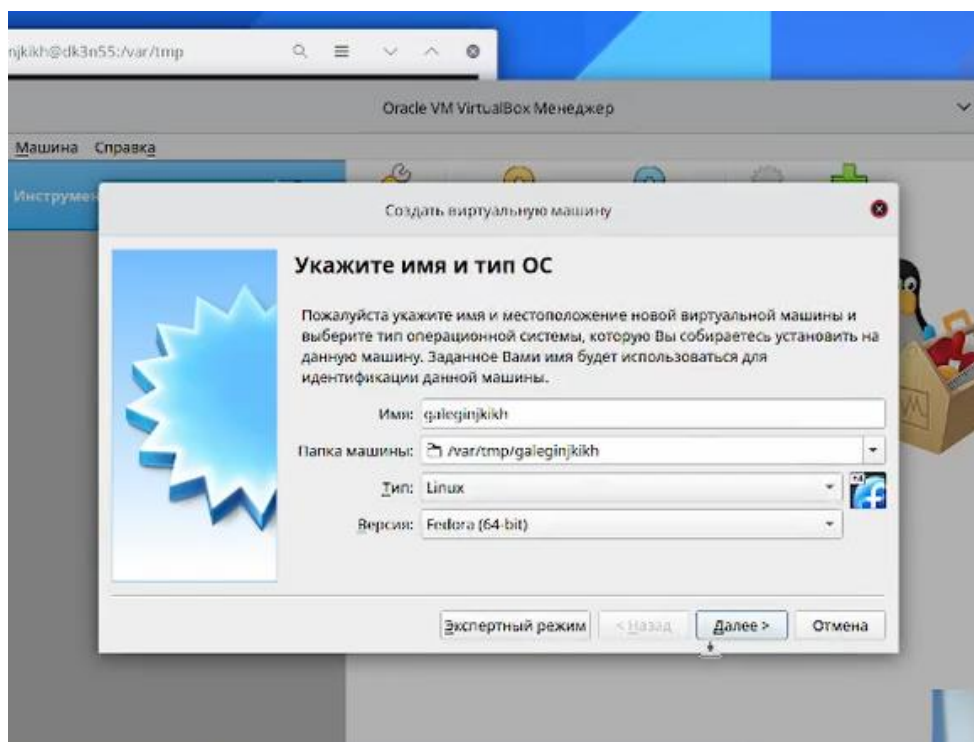 njkikh@dk3n55:/var/tmp
Oracle VM VirtualBox Менеджер
Машина Справка
Инструмен
Создать виртуальную машину
Укажите имя и тип ОС
Пожалуйста укажите имя и местоположение новой виртуальной машины и
выберите тип операционной системы, которую Вы собираетесь установить на
данную машину. Заданное Вами имя будет использоваться для
идентификации данной машины.
Имя: galeginjkikh
Папка машины: /var/tmp/galeginjkikh
Тип: Linux
Версия: Fedora (64-bit)
Экспертный режим < Назад Далее > Отмена